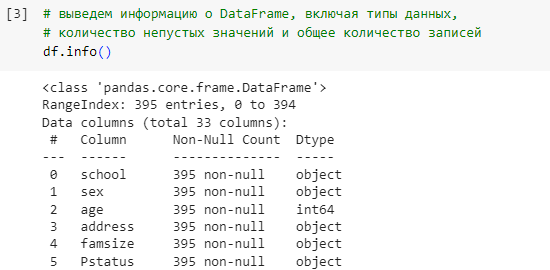 [3] # выведем информацию о DataFrame, включая типы данных,
# количество непустых значений и общее количество записей
df.info()
<class 'pandas.core.frame.DataFrame'>
RangeIndex: 395 entries, 0 to 394
Data columns (total 33 columns):
 #   Column      Non-Null Count  Dtype
---  ------      --------------  -----
 0   school      395 non-null    object
 1   sex         395 non-null    object
 2   age         395 non-null    int64
 3   address     395 non-null    object
 4   famsize     395 non-null    object
 5   Pstatus     395 non-null    object